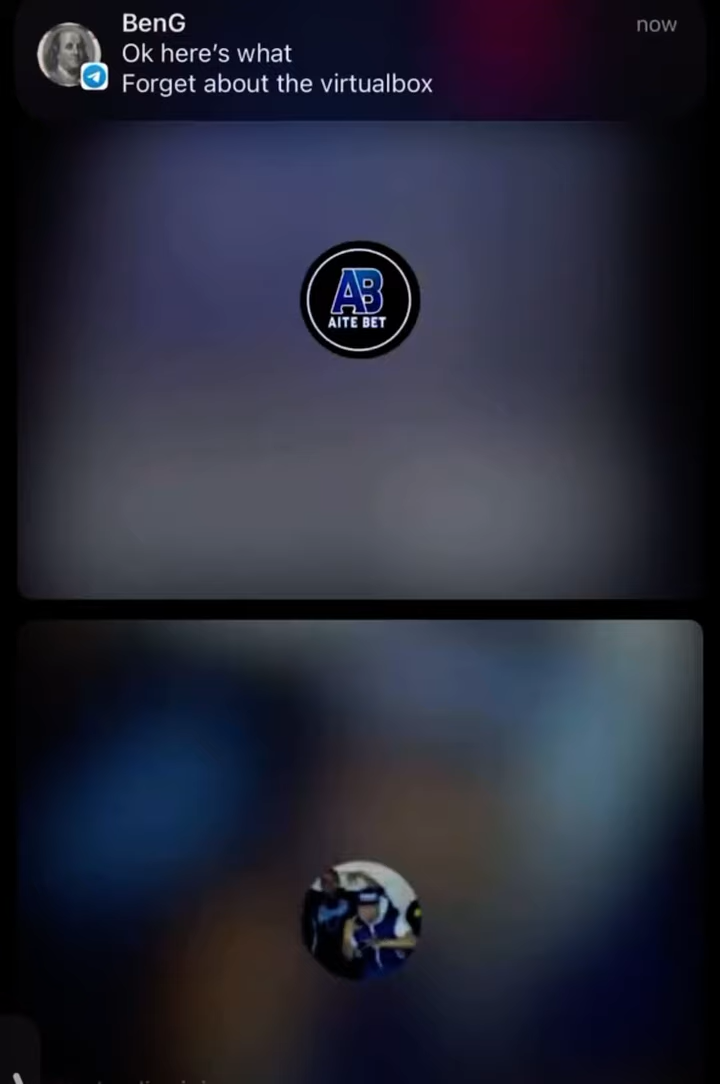 BenG
now
Ok here’s what
Forget about the virtualbox
AB
AITE BET